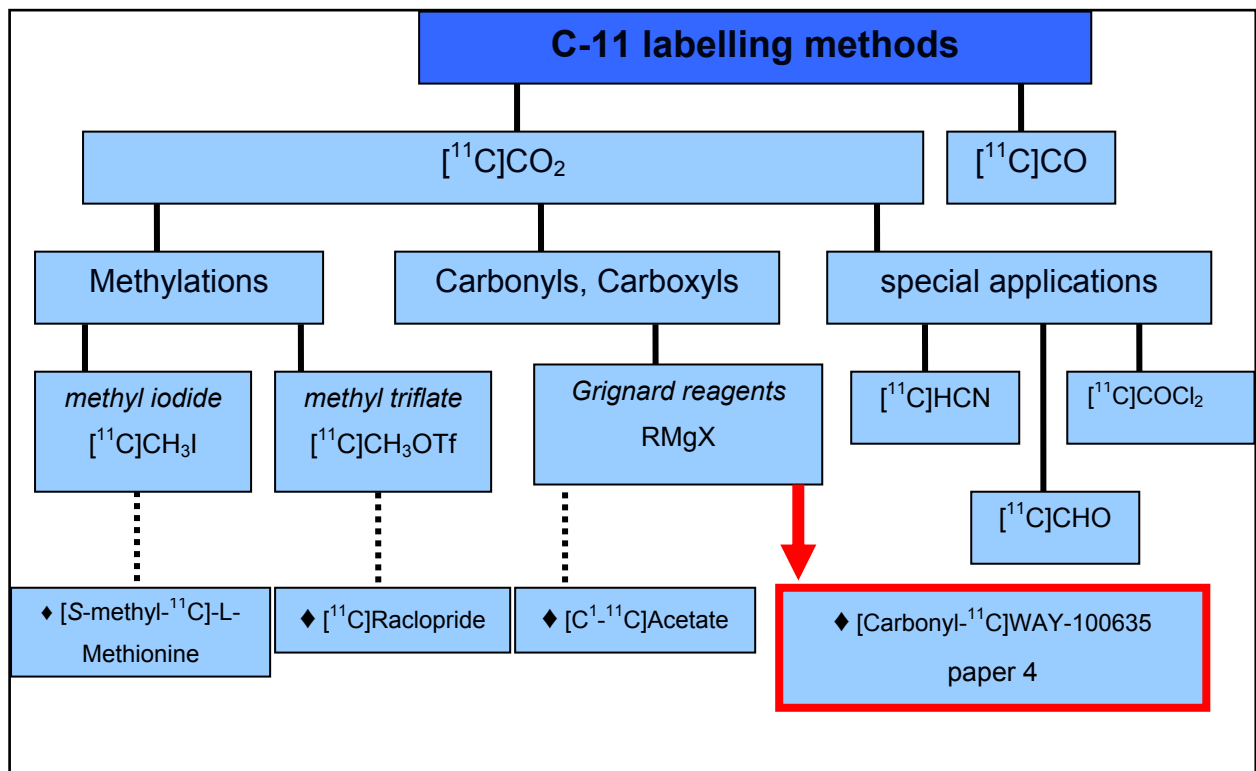 C-11 labelling methods
[¹¹C]CO₂
[¹¹C]CO
Methylations
Carbonyls, Carboxyls
special applications
methyl iodide
[¹¹C]CH₃I
methyl triflate
[¹¹C]CH₃OTf
Grignard reagents
RMgX
[¹¹C]HCN
[¹¹C]COCl₂
[¹¹C]CHO
♦ [S-methyl-¹¹C]-L-
Methionine
♦ [¹¹C]Raclopride
♦ [C¹-¹¹C]Acetate
♦ [Carbonyl-¹¹C]WAY-100635
paper 4